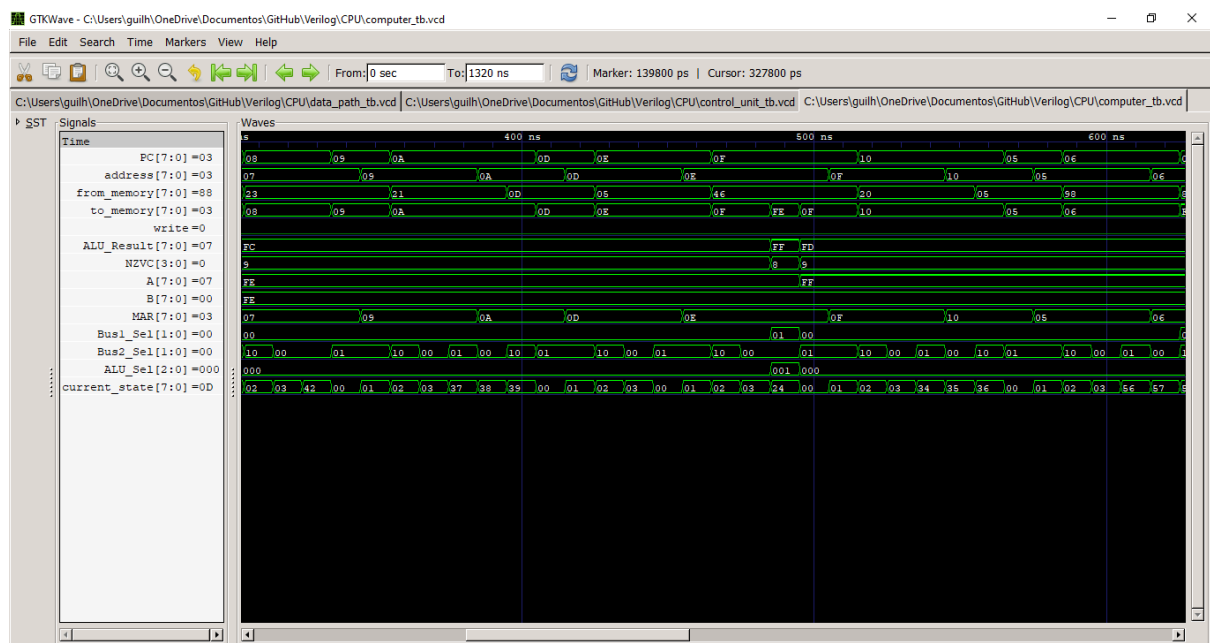 GTKWave - C:\Users\guilh\OneDrive\Documentos\GitHub\Verilog\CPU\computer_tb.vcd
File Edit Search Time Markers View Help
From: 0 sec To: 1320 ns Marker: 139800 ps | Cursor: 327800 ps
C:\Users\guilh\OneDrive\Documentos\GitHub\Verilog\CPU\data_path_tb.vcd C:\Users\guilh\OneDrive\Documentos\GitHub\Verilog\CPU\control_unit_tb.vcd C:\Users\guilh\OneDrive\Documentos\GitHub\Verilog\CPU\computer_tb.vcd
SST Signals Waves
Time 400 ns 500 ns 600 ns
PC[7:0] =03 08 09 0A 0D 0E 0F 10 05 06
address[7:0] =03 07 09 0A 0D 0E 0F 10 05 06
from_memory[7:0] =88 23 21 0D 05 46 20 05 98
to_memory[7:0] =03 08 09 0A 0D 0E 0F FE 0F 10 05 06
write =0
ALU_Result[7:0] =07 FC FF FD
NZVC[3:0] =0 9 8 9
A[7:0] =07 FE FF
B[7:0] =00 FE
MAR[7:0] =03 07 09 0A 0D 0E 0F 10 05 06
Bus1_Sel[1:0] =00 00 01 00
Bus2_Sel[1:0] =00 10 00 01 10 00 01 00 10 01 10 00 01 10 00 01 10 00 01 00 10 01 10 00 01 00
ALU_Sel[2:0] =000 000 001 000
current_state[7:0] =0D 02 03 42 00 01 02 03 37 38 39 00 01 02 03 00 01 02 03 24 00 01 02 03 34 35 36 00 01 02 03 56 57